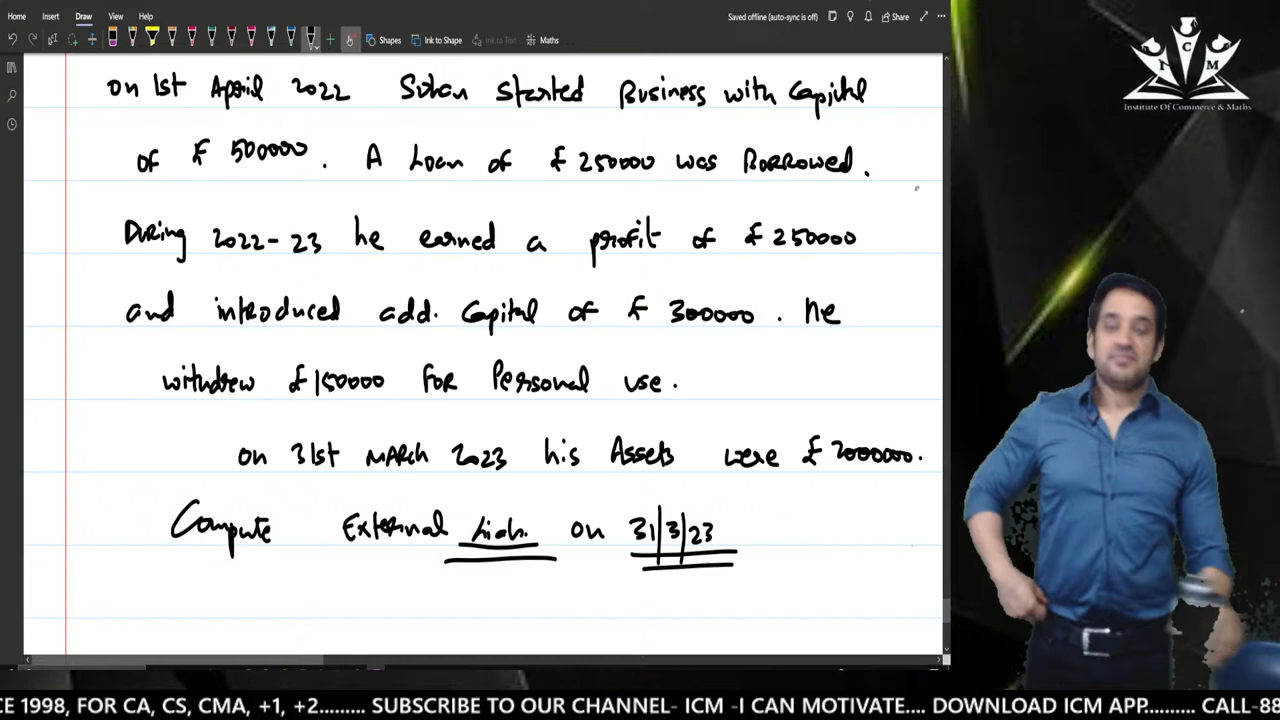 Home Insert Draw View Help
Saved offline (auto-sync is off) Share
Shapes Ink to Shape Ink to Text Maths
on 1st April 2022 Sohan started Business with Capital
of ₹ 500000. A Loan of ₹ 250000 was Borrowed.
During 2022-23 he earned a profit of ₹ 250000
and introduced add. Capital of ₹ 300000. he
withdrew ₹150000 for Personal use.
on 31st March 2023 his Assets were ₹ 2000000.
Compute External Liab. on 31/3/23
I C M
Institute Of Commerce & Maths
CE 1998, FOR CA, CS, CMA, +1, +2......... SUBSCRIBE TO OUR CHANNEL- ICM -I CAN MOTIVATE.... DOWNLOAD ICM APP.......... CALL-88